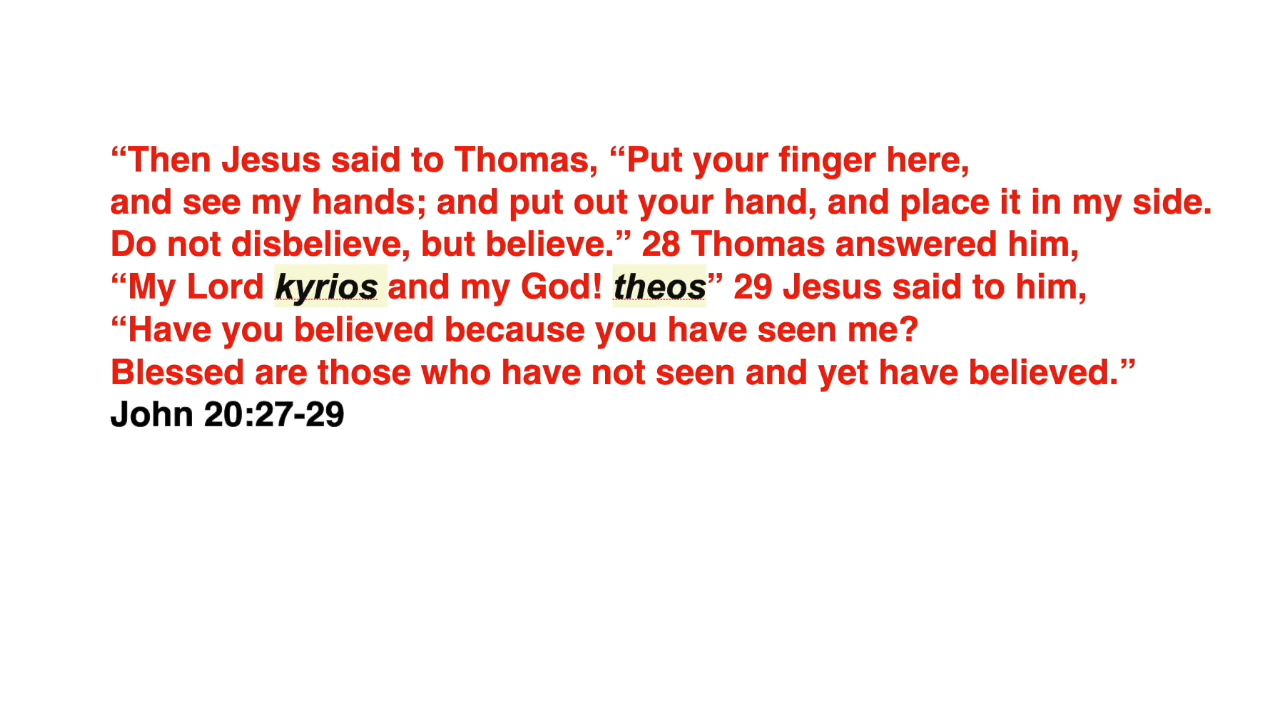 “Then Jesus said to Thomas, “Put your finger here,
and see my hands; and put out your hand, and place it in my side.
Do not disbelieve, but believe.” 28 Thomas answered him,
“My Lord kyrios and my God! theos” 29 Jesus said to him,
“Have you believed because you have seen me?
Blessed are those who have not seen and yet have believed.”
John 20:27-29